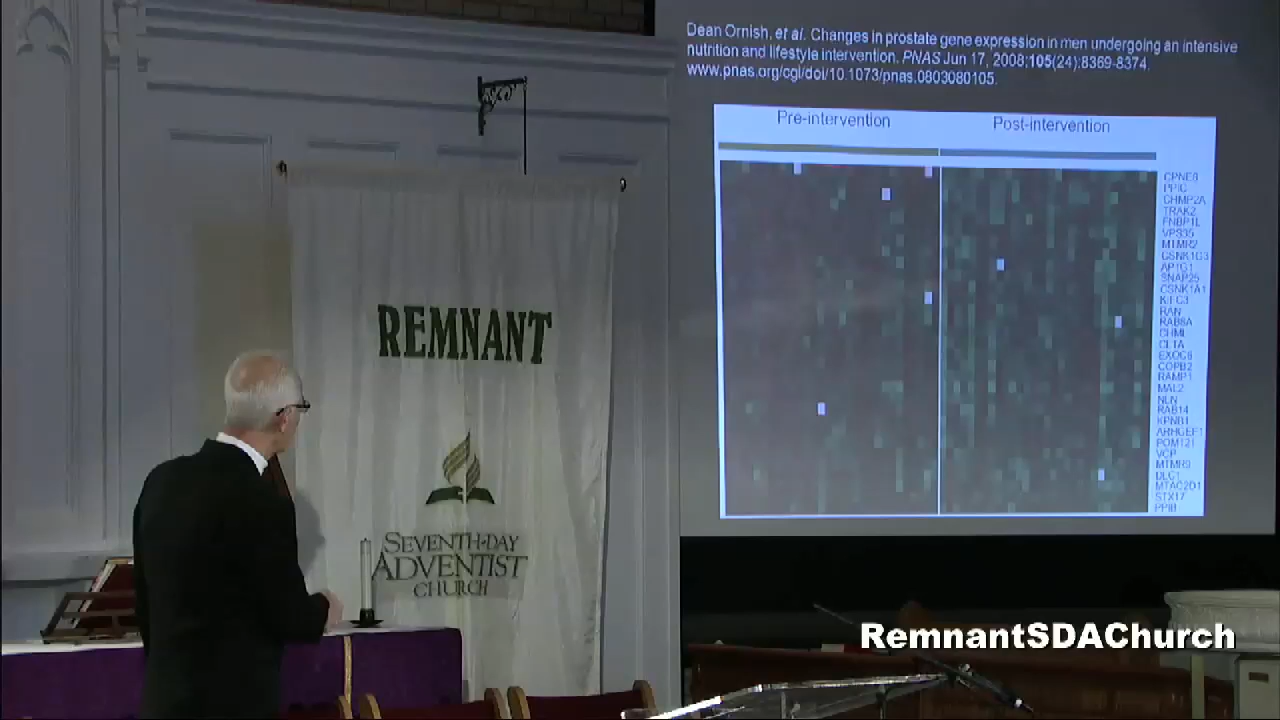 Dean Ornish, et al. Changes in prostate gene expression in men undergoing an intensive
nutrition and lifestyle intervention. PNAS Jun 17, 2008;105(24):8369-8374.
www.pnas.org/cgi/doi/10.1073/pnas.0803080105.
Pre-intervention
Post-intervention
PPIC
CHMP2A
TRAK2
FNBP1L
VPS35
MTMR2
CSNK1G3
AP1G1
SNAP25
CSNK1A1
KIFC3
RAN
RAB8A
CHML
CLTA
EXOC6
COPB2
RAMP1
MAL2
NLN
RAB14
KPNB1
ARHGEF1
POM121
VCP
MTMR9
DLC1
MTAC2D1
STX17
REMNANT
SEVENTH-DAY
ADVENTIST
CHURCH
RemnantSDAChurch